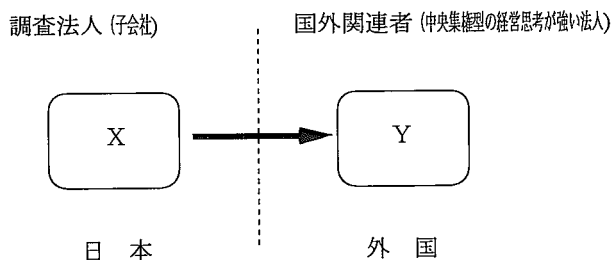 調査法人（子会社）　国外関連者（中央集権型の経営思考が強い法人）
X　Y
日　本　外　国